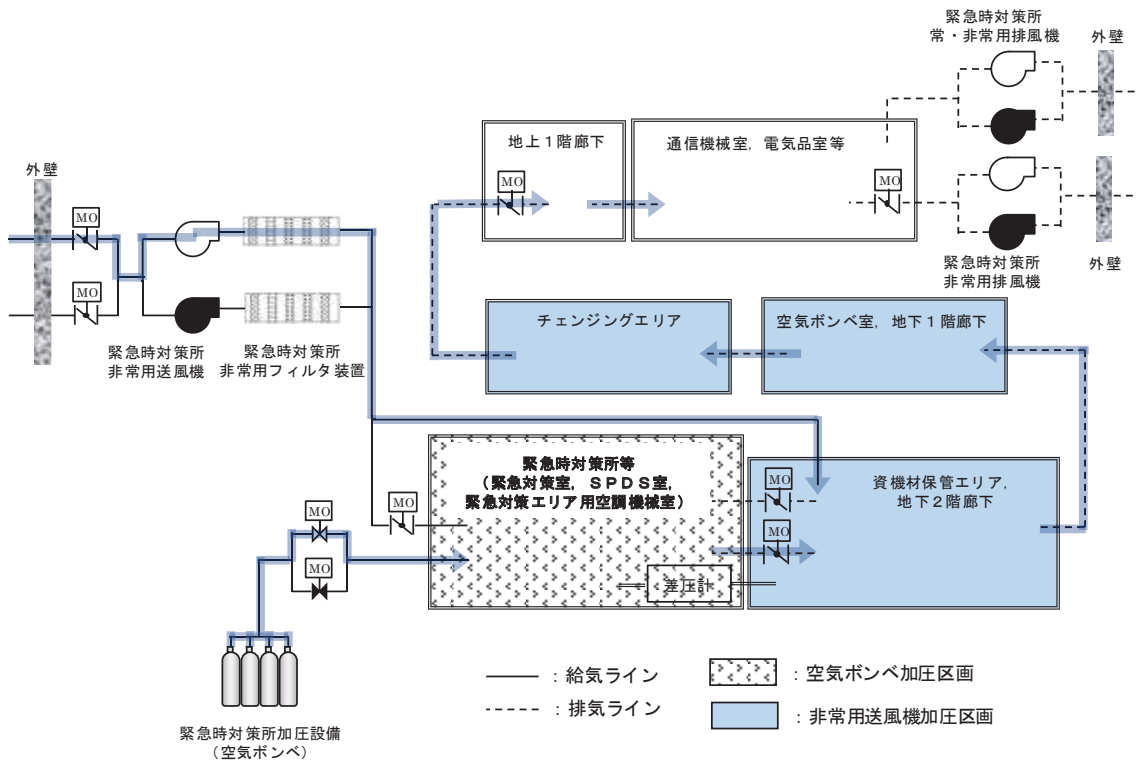 緊急時対策所
常・非常用排風機
外壁
地上１階廊下
通信機械室，電気品室等
外壁
MO
MO
MO
緊急時対策所
非常用排風機
外壁
MO
チェンジングエリア
空気ボンベ室，地下１階廊下
緊急時対策所
非常用送風機
緊急時対策所
非常用フィルタ装置
緊急時対策所等
（緊急対策室，ＳＰＤＳ室，
緊急対策エリア用空調機械室）
MO
資機材保管エリア，
地下２階廊下
MO
MO
MO
MO
差圧計
：給気ライン
：空気ボンベ加圧区画
：排気ライン
：非常用送風機加圧区画
緊急時対策所加圧設備
（空気ボンベ）